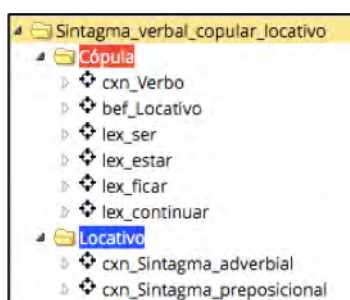 Sintagma_verbal_copular_locativo
Cópula
cxn_Verbo
bef_Locativo
lex_ser
lex_estar
lex_ficar
lex_continuar
Locativo
cxn_Sintagma_adverbial
cxn_Sintagma_preposicional